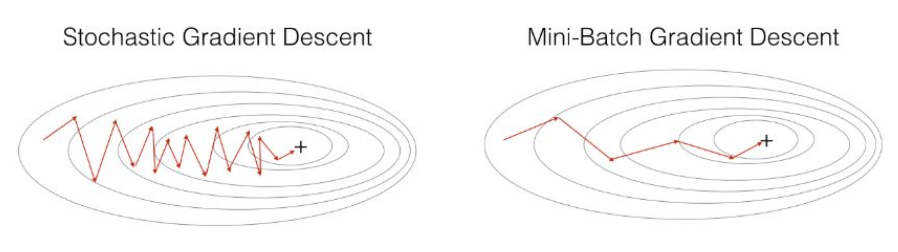 Stochastic Gradient Descent
Mini-Batch Gradient Descent